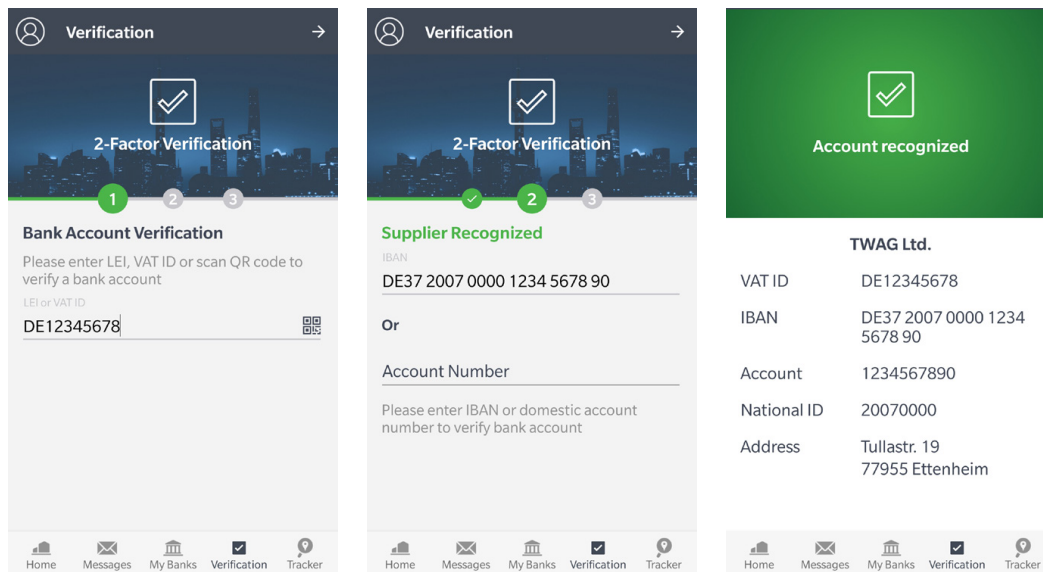 Verification
2-Factor Verification
1
2
3
Bank Account Verification
Please enter LEI, VAT ID or scan QR code to
verify a bank account
LEI or VAT ID
DE12345678
Home
Messages
My Banks
Verification
Tracker
Verification
2-Factor Verification
2
3
Supplier Recognized
IBAN
DE37 2007 0000 1234 5678 90
Or
Account Number
Please enter IBAN or domestic account
number to verify bank account
Home
Messages
My Banks
Verification
Tracker
Account recognized
TWAG Ltd.
VAT ID DE12345678
IBAN DE37 2007 0000 1234
5678 90
Account 1234567890
National ID 20070000
Address Tullastr. 19
77955 Ettenheim
Home
Messages
My Banks
Verification
Tracker